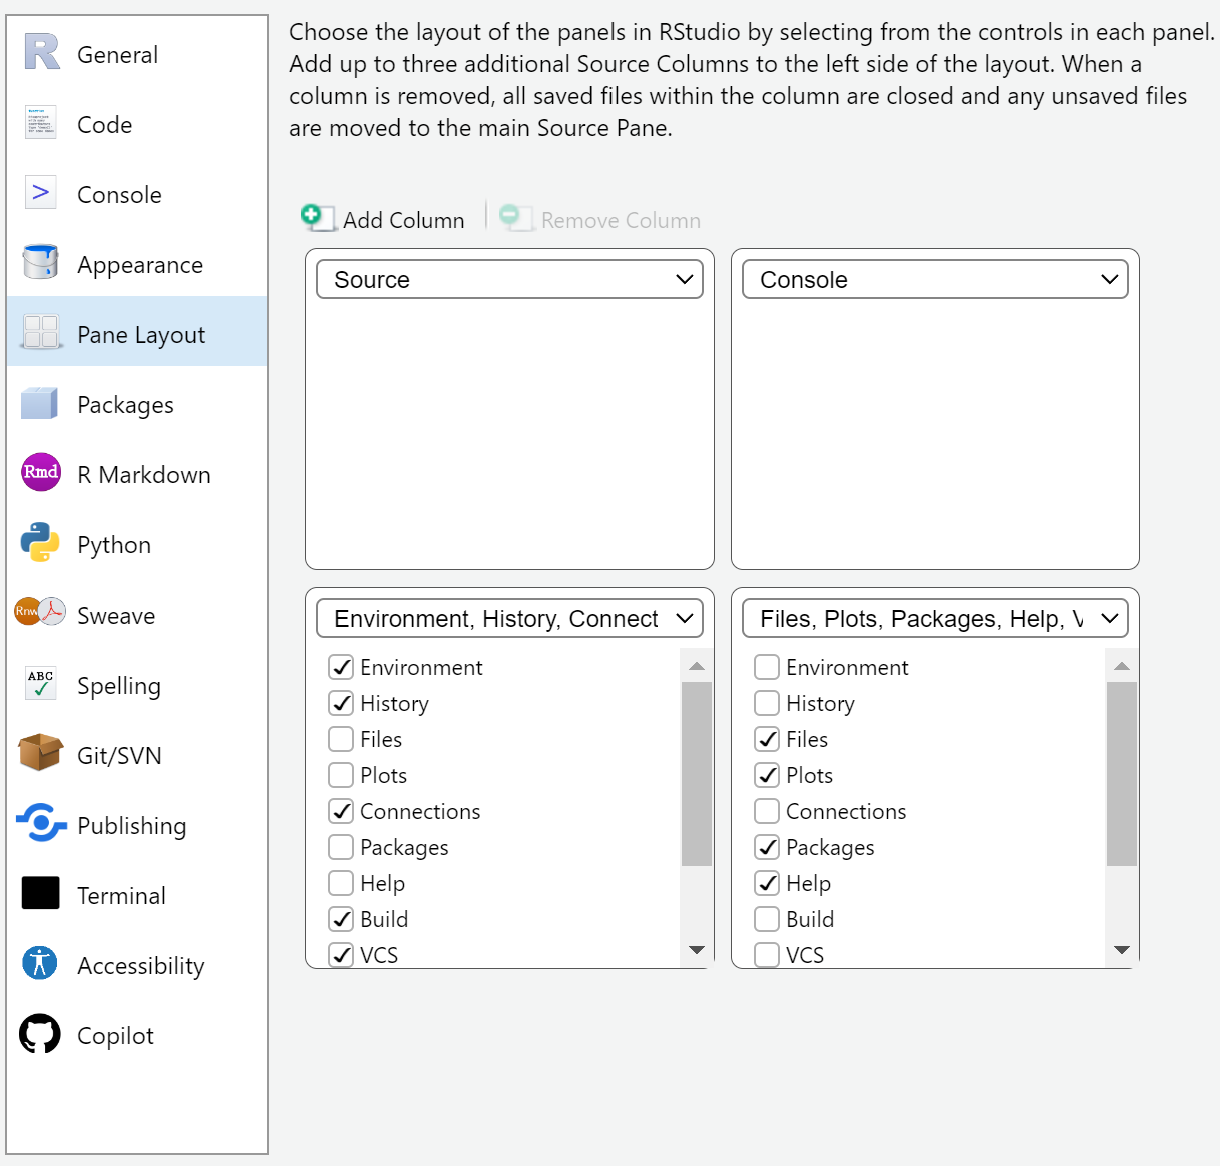 General
Code
Console
Appearance
Pane Layout
Packages
Rmd
R Markdown
Python
Rnw
Sweave
ABC
Spelling
Git/SVN
Publishing
Terminal
Accessibility
Copilot
Choose the layout of the panels in RStudio by selecting from the controls in each panel.
Add up to three additional Source Columns to the left side of the layout. When a
column is removed, all saved files within the column are closed and any unsaved files
are moved to the main Source Pane.
Add Column
Remove Column
Source
Console
Environment, History, Connect
Environment
History
Files
Plots
Connections
Packages
Help
Build
VCS
Files, Plots, Packages, Help, V
Environment
History
Files
Plots
Connections
Packages
Help
Build
VCS